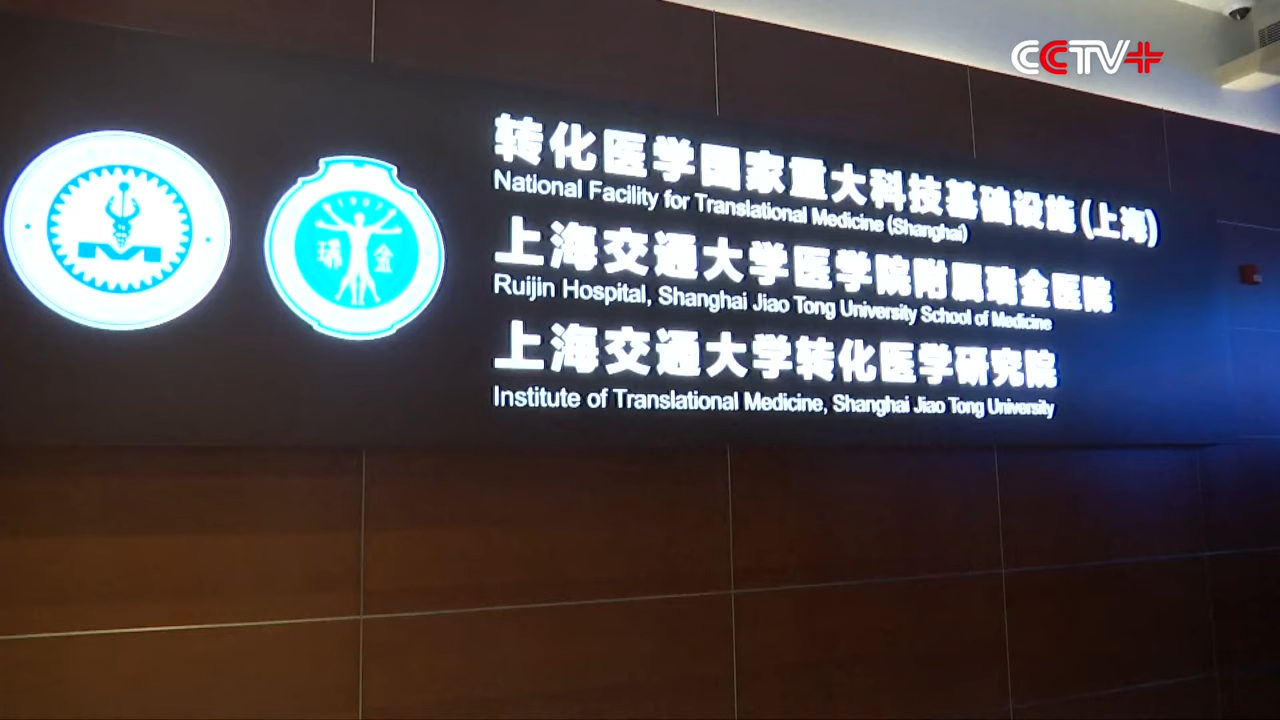 CCTV+
转化医学国家重大科技基础设施(上海)
National Facility for Translational Medicine (Shanghai)
上海交通大学医学院附属瑞金医院
Ruijin Hospital, Shanghai Jiao Tong University School of Medicine
上海交通大学转化医学研究院
Institute of Translational Medicine, Shanghai Jiao Tong University
1907
瑞 金